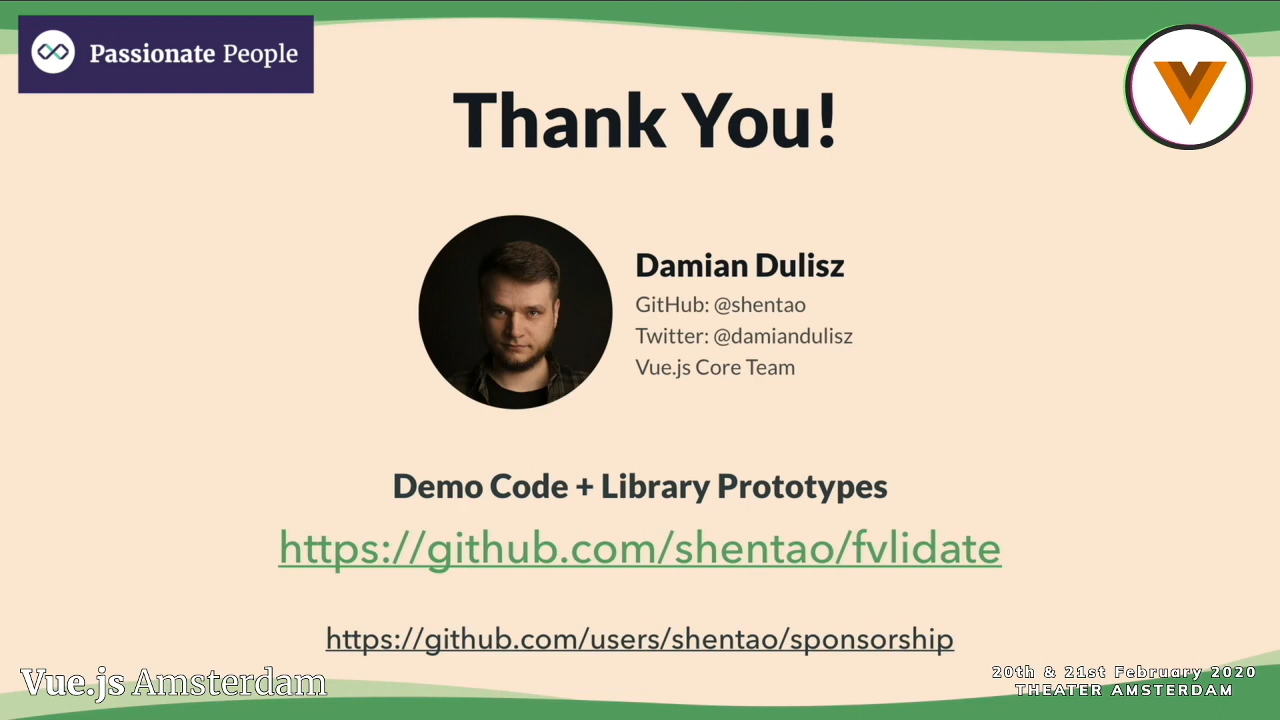 Passionate People
Thank You!
Damian Dulisz
GitHub: @shentao
Twitter: @damiandulisz
Vue.js Core Team
Demo Code + Library Prototypes
https://github.com/shentao/fvlidate
https://github.com/users/shentao/sponsorship
Vue.js Amsterdam
20th & 21st February 2020
THEATER AMSTERDAM